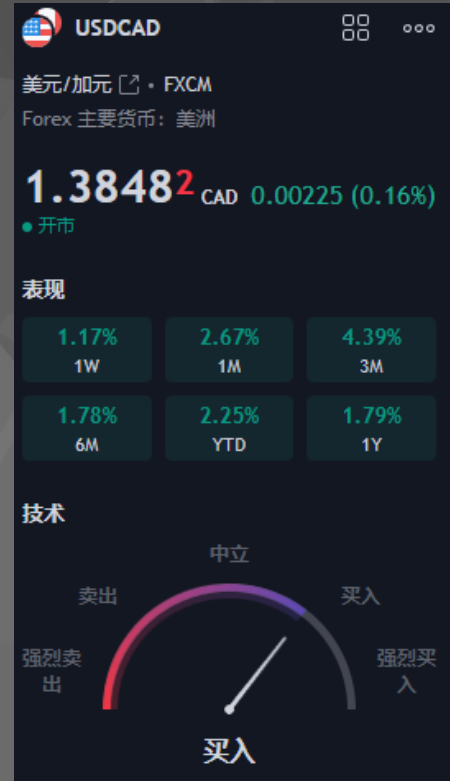 USDCAD
美元/加元 • FXCM
Forex 主要货币：美洲
1.38482 CAD 0.00225 (0.16%)
开市
表现
1.17% 2.67% 4.39%
1W 1M 3M
1.78% 2.25% 1.79%
6M YTD 1Y
技术
中立
卖出 买入
强烈卖 强烈买
出 入
买入